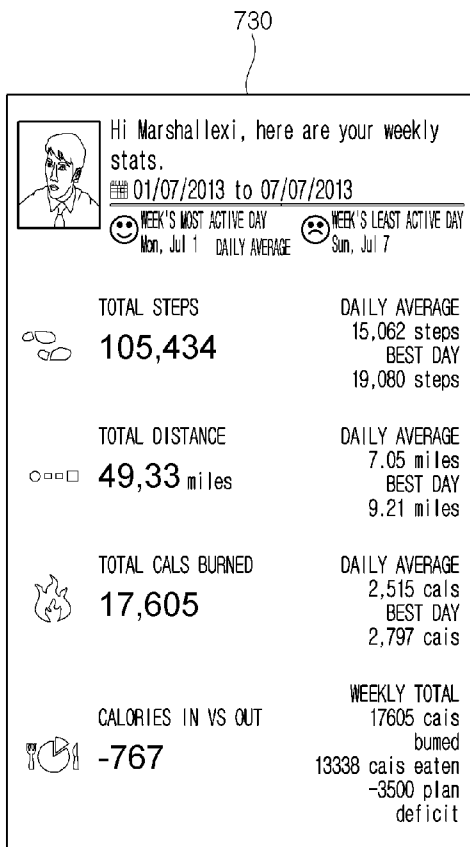 730
Hi Marshallexi, here are your weekly
stats.
01/07/2013 to 07/07/2013
WEEK'S MOST ACTIVE DAY
Mon, Jul 1 DAILY AVERAGE
WEEK'S LEAST ACTIVE DAY
Sun, Jul 7
TOTAL STEPS
105,434
DAILY AVERAGE
15,062 steps
BEST DAY
19,080 steps
TOTAL DISTANCE
49,33 miles
DAILY AVERAGE
7.05 miles
BEST DAY
9.21 miles
TOTAL CALS BURNED
17,605
DAILY AVERAGE
2,515 cals
BEST DAY
2,797 cais
CALORIES IN VS OUT
-767
WEEKLY TOTAL
17605 cais
bumed
13338 cais eaten
-3500 plan
deficit